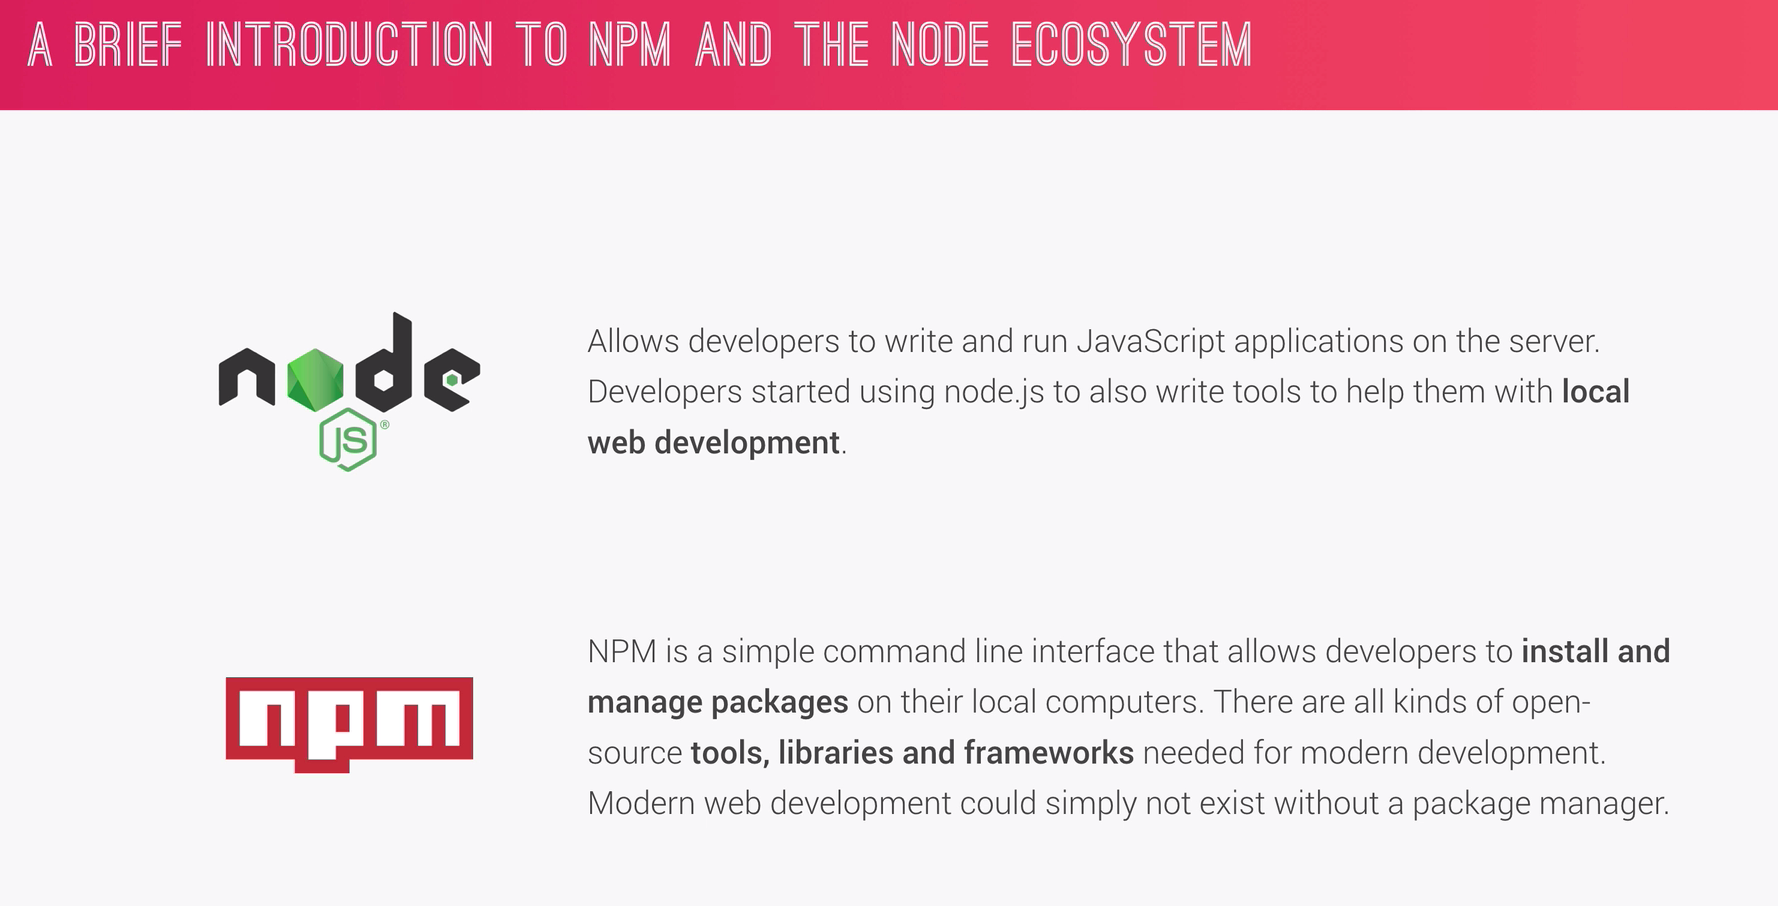 A BRIEF INTRODUCTION TO NPM AND THE NODE ECOSYSTEM
node
JS®
Allows developers to write and run JavaScript applications on the server.
Developers started using node.js to also write tools to help them with local
web development.
npm
NPM is a simple command line interface that allows developers to install and
manage packages on their local computers. There are all kinds of open-
source tools, libraries and frameworks needed for modern development.
Modern web development could simply not exist without a package manager.